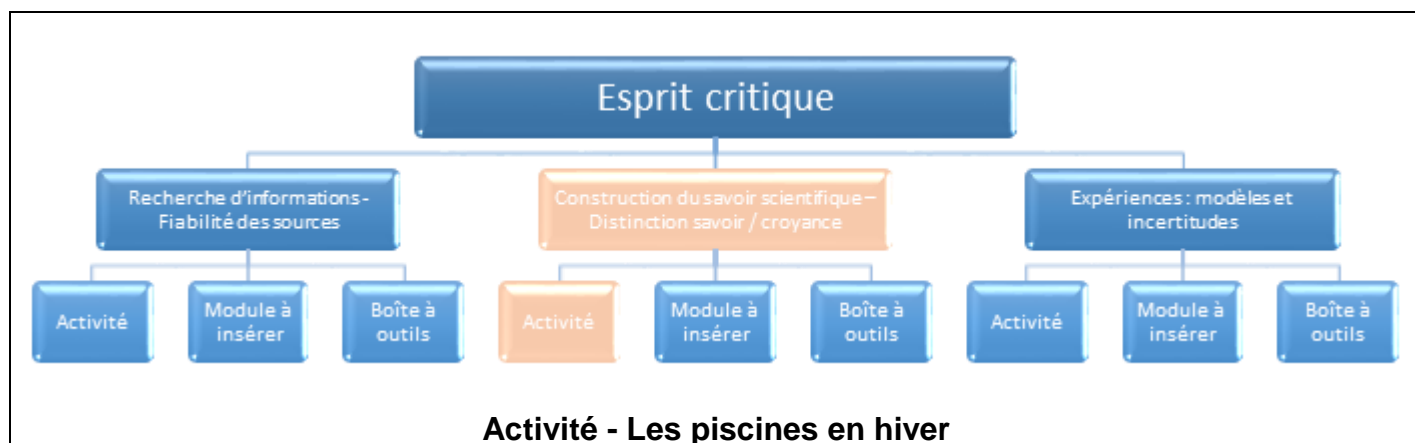 Esprit critique
Recherche d'informations -
Fiabilité des sources
Construction du savoir scientifique –
Distinction savoir / croyance
Expériences : modèles et
incertitudes
Activité
Module à
insérer
Boîte à
outils
Activité
Module à
insérer
Boîte à
outils
Activité
Module à
insérer
Boîte à
outils
Activité - Les piscines en hiver